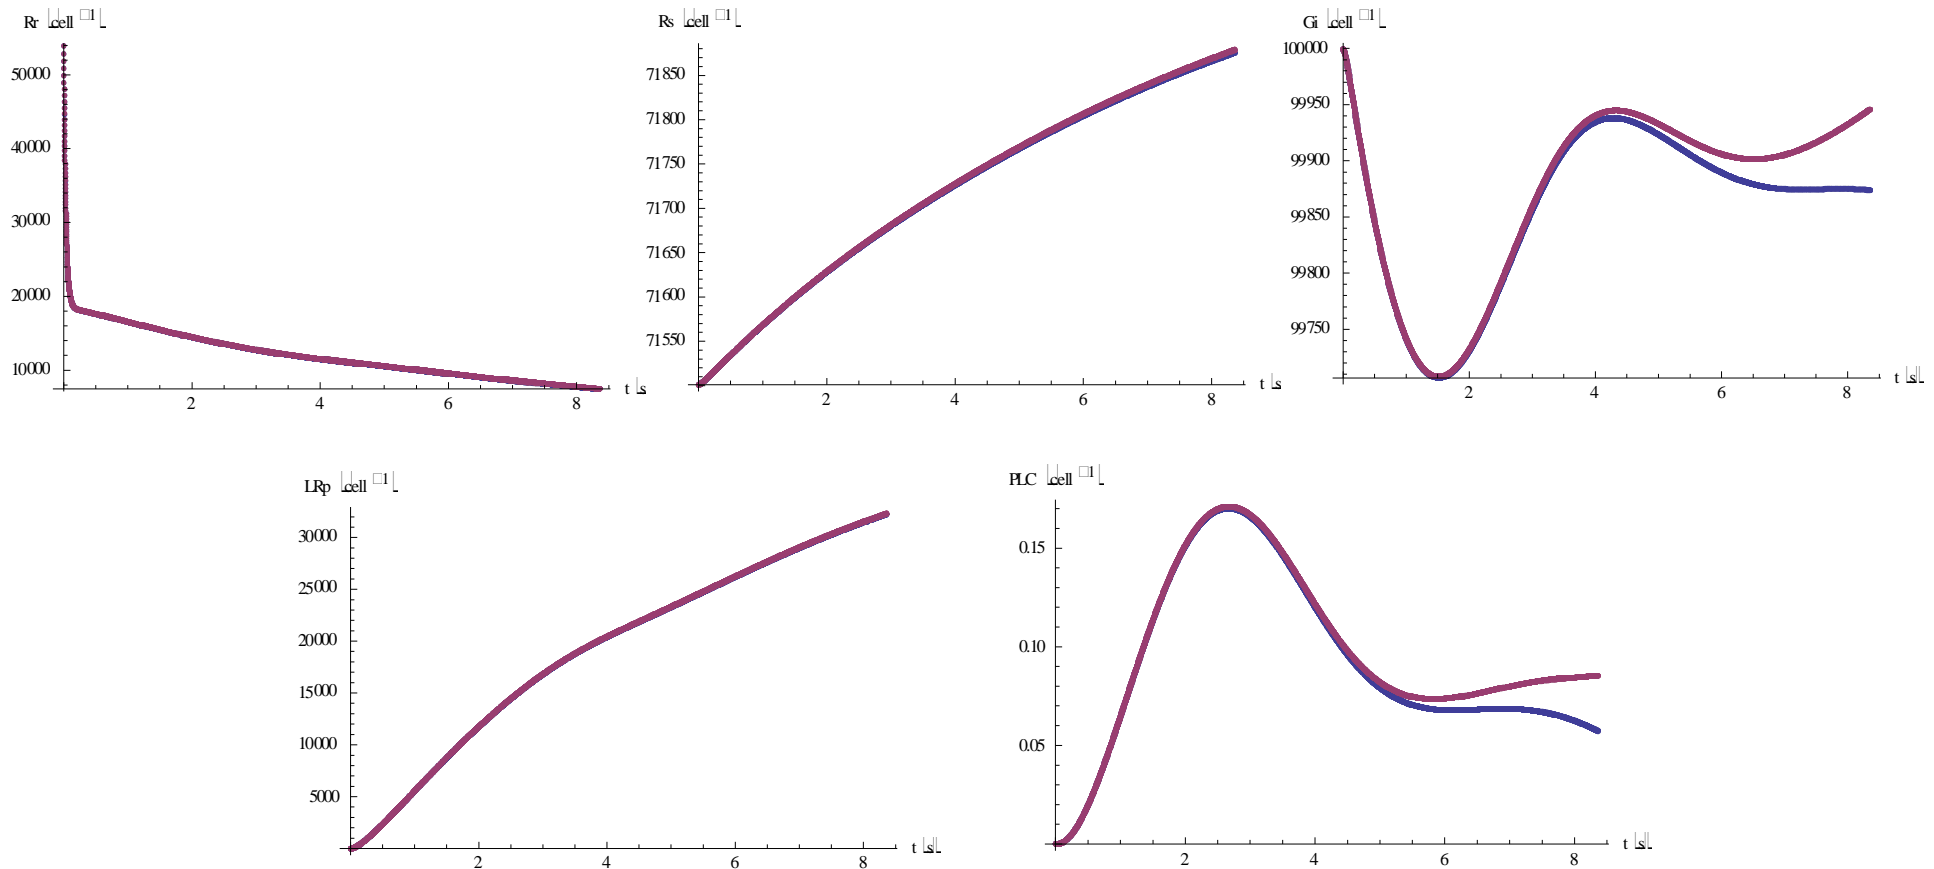 Rr cell □1
50000
40000
30000
20000
10000
2 4 6 8
t s
Rs cell □1
71850
71800
71750
71700
71650
71600
71550
2 4 6 8
t s
Gi cell □1
100000
99950
99900
99850
99800
99750
2 4 6 8
t s
LRp cell □1
30000
25000
20000
15000
10000
5000
2 4 6 8
t s
PLC cell □1
0.15
0.10
0.05
2 4 6 8
t s